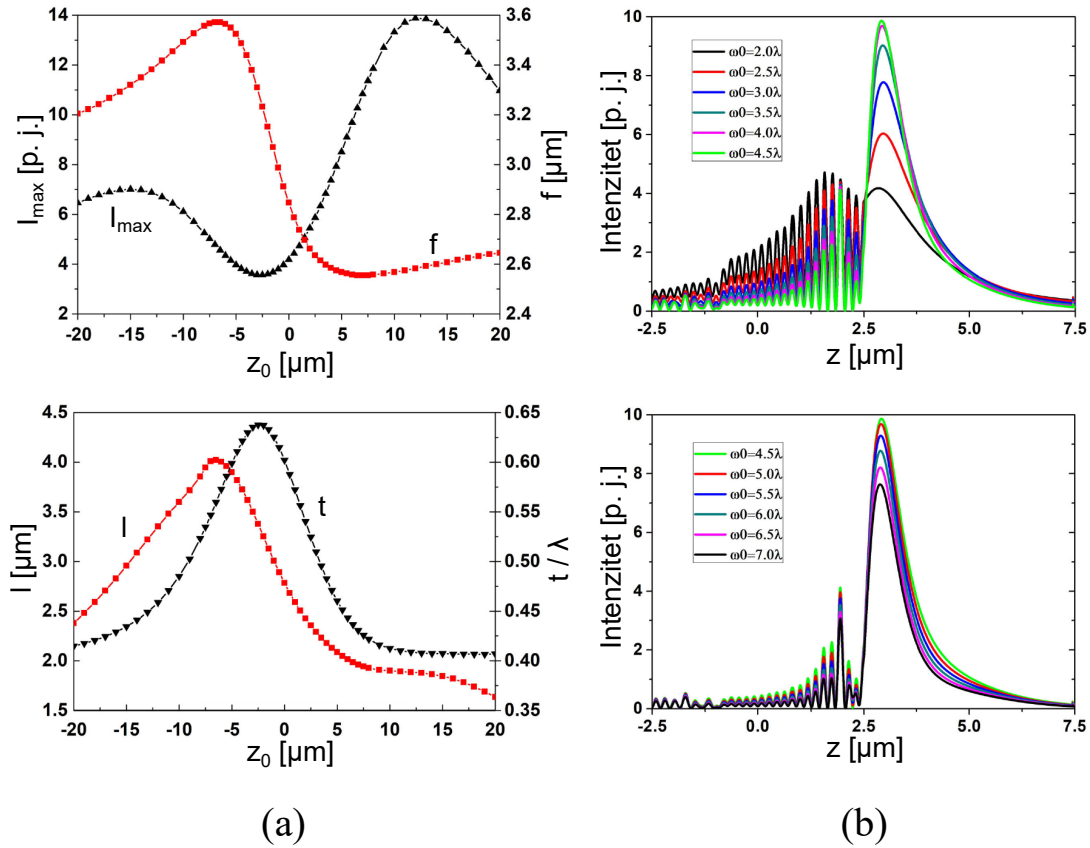 14
12
10
8
6
4
2
I_max [p. j.]
3.6
3.4
3.2
3.0
2.8
2.6
2.4
f [µm]
I_max
f
-20 -15 -10 -5 0 5 10 15 20
z_0 [µm]
10
8
6
4
2
0
Intenzitet [p. j.]
ω0=2.0λ
ω0=2.5λ
ω0=3.0λ
ω0=3.5λ
ω0=4.0λ
ω0=4.5λ
-2.5 0.0 2.5 5.0 7.5
z [µm]
4.5
4.0
3.5
3.0
2.5
2.0
1.5
l [µm]
0.65
0.60
0.55
0.50
0.45
0.40
0.35
t / λ
l
t
-20 -15 -10 -5 0 5 10 15 20
z_0 [µm]
10
8
6
4
2
0
Intenzitet [p. j.]
ω0=4.5λ
ω0=5.0λ
ω0=5.5λ
ω0=6.0λ
ω0=6.5λ
ω0=7.0λ
-2.5 0.0 2.5 5.0 7.5
z [µm]
(a)
(b)